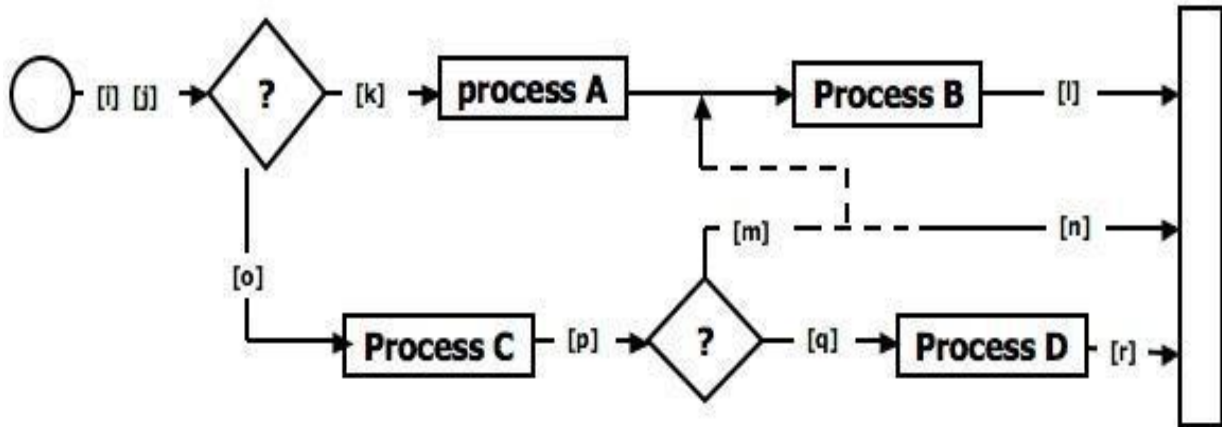 [i] [j]
?
[k]
process A
Process B
[l]
[m]
[n]
[o]
Process C
[p]
?
[q]
Process D
[r]